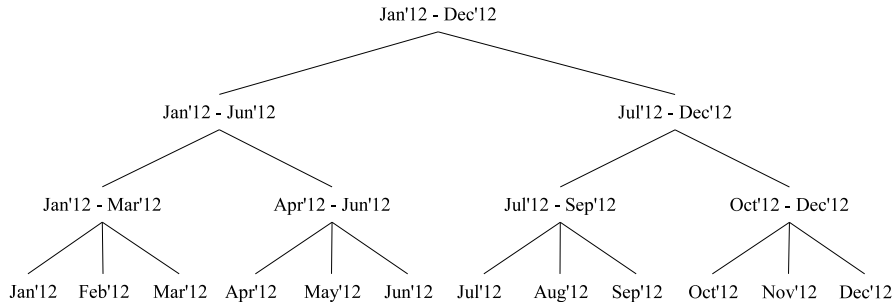 Jan'12 - Dec'12
Jan'12 - Jun'12
Jul'12 - Dec'12
Jan'12 - Mar'12
Apr'12 - Jun'12
Jul'12 - Sep'12
Oct'12 - Dec'12
Jan'12
Feb'12
Mar'12
Apr'12
May'12
Jun'12
Jul'12
Aug'12
Sep'12
Oct'12
Nov'12
Dec'12